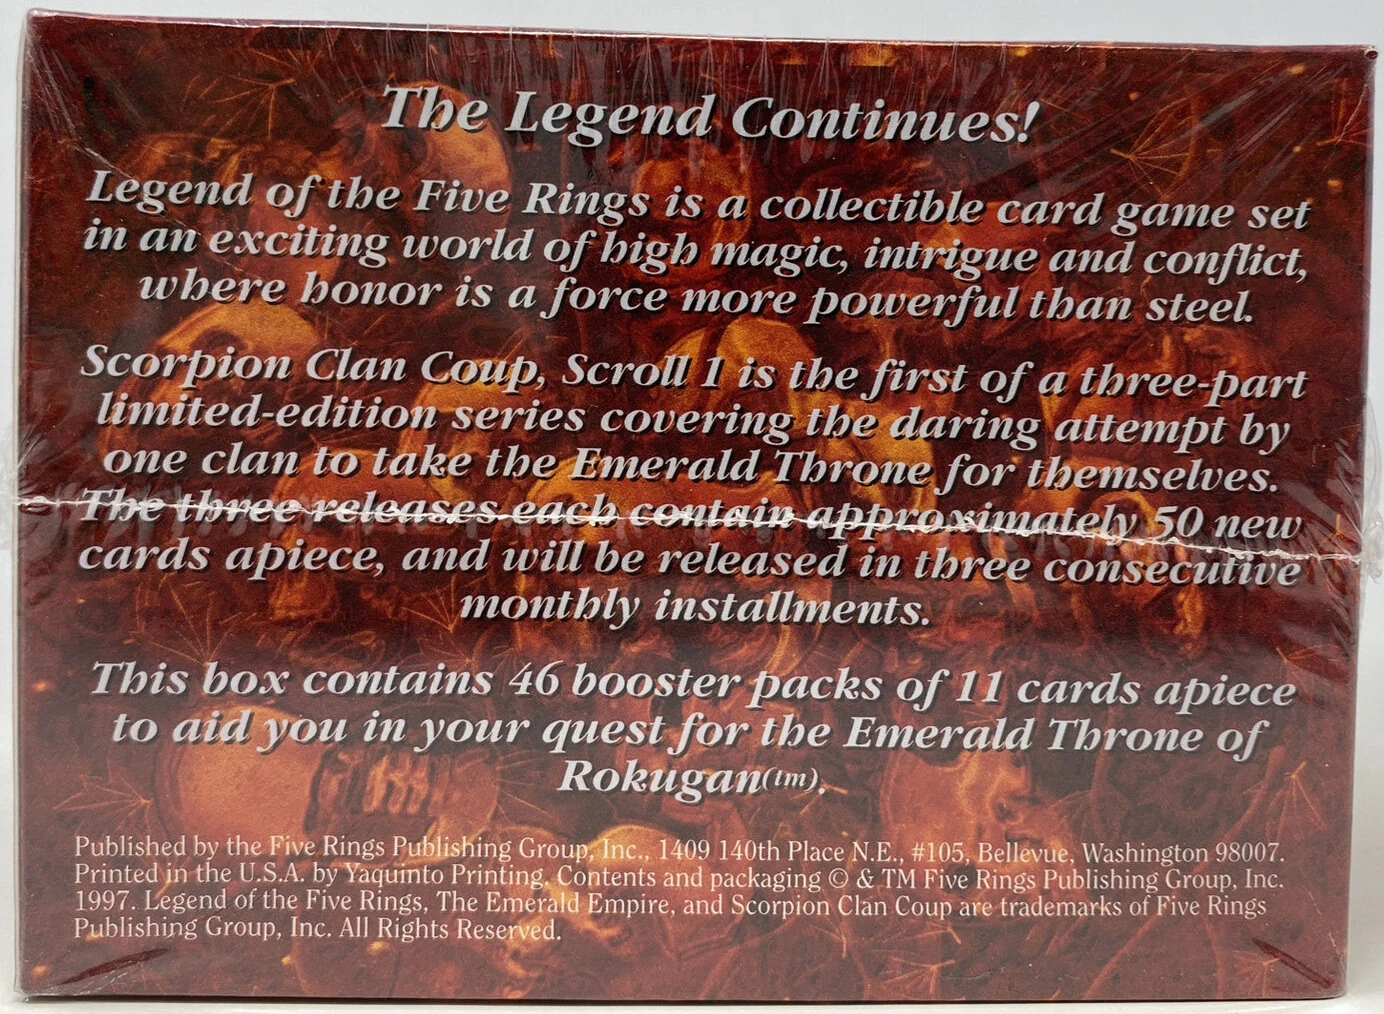 The Legend Continues!
Legend of the Five Rings is a collectible card game set
in an exciting world of high magic, intrigue and conflict,
where honor is a force more powerful than steel.
Scorpion Clan Coup, Scroll 1 is the first of a three-part
limited-edition series covering the daring attempt by
one clan to take the Emerald Throne for themselves.
The three releases each contain approximately 50 new
cards apiece, and will be released in three consecutive
monthly installments.
This box contains 46 booster packs of 11 cards apiece
to aid you in your quest for the Emerald Throne of
Rokugan(tm).
Published by the Five Rings Publishing Group, Inc., 1409 140th Place N.E., #105, Bellevue, Washington 98007.
Printed in the U.S.A. by Yaquinto Printing. Contents and packaging © & TM Five Rings Publishing Group, Inc.
1997. Legend of the Five Rings, The Emerald Empire, and Scorpion Clan Coup are trademarks of Five Rings
Publishing Group, Inc. All Rights Reserved.